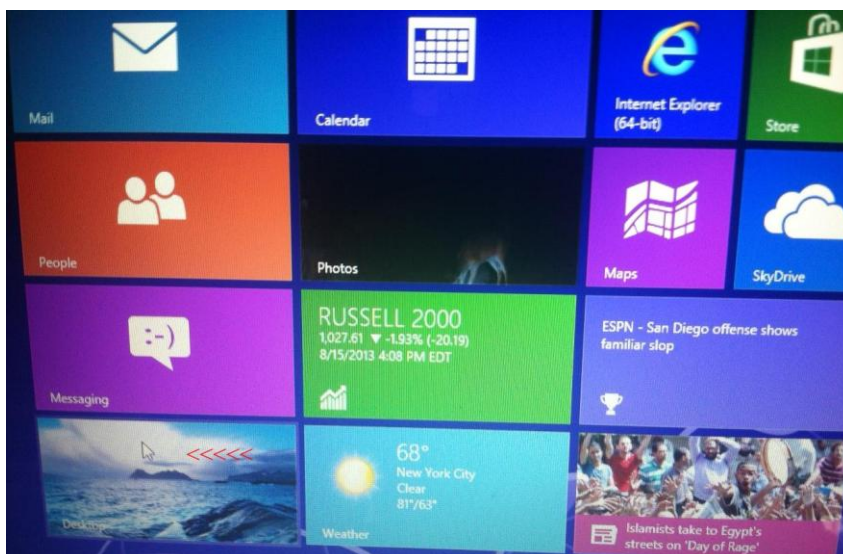 Mail
Calendar
Internet Explorer
(64-bit)
Store
People
Photos
Maps
SkyDrive
Messaging
:-)
RUSSELL 2000
1,027.61 ▼ -1.93% (-20.19)
8/15/2013 4:08 PM EDT
ESPN - San Diego offense shows
familiar slop
Desktop
<<<<<
68°
New York City
Clear
81°/63°
Weather
Islamists take to Egypt's
streets on 'Day of Rage'